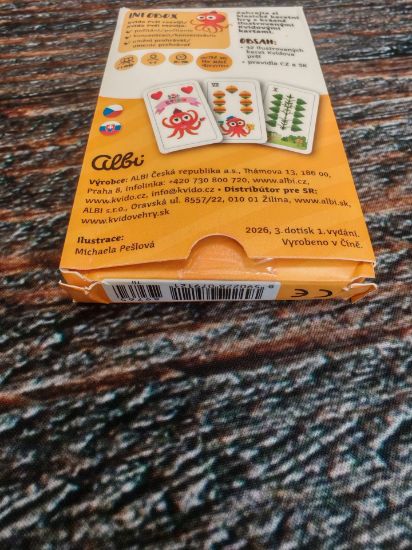 INFOBOX
Zahrajte si
klasické karetní
hry s krásně
ilustrovanými
Kvídovými
kartami.
OBSAH:
• 32 ilustrovaných
karet Kvídova
• pravidla ČZ a SK
X
Albi
Výrobce: ALBI Česká republika a.s., Thámova 13, 186 00,
Praha 8, Infolinka: +420 730 800 720, www.albi.cz,
www.kvido.cz, info@kvido.cz • Distribútor pre SR:
ALBI s.r.o., Oravská ul. 8557/22, 010 01 Žilina, www.albi.sk,
www.kvidovehry.sk
Ilustrace:
Michaela Pešlová
2026, 3.dotisk 1.vydání.
Vyrobeno v Číně.
CE